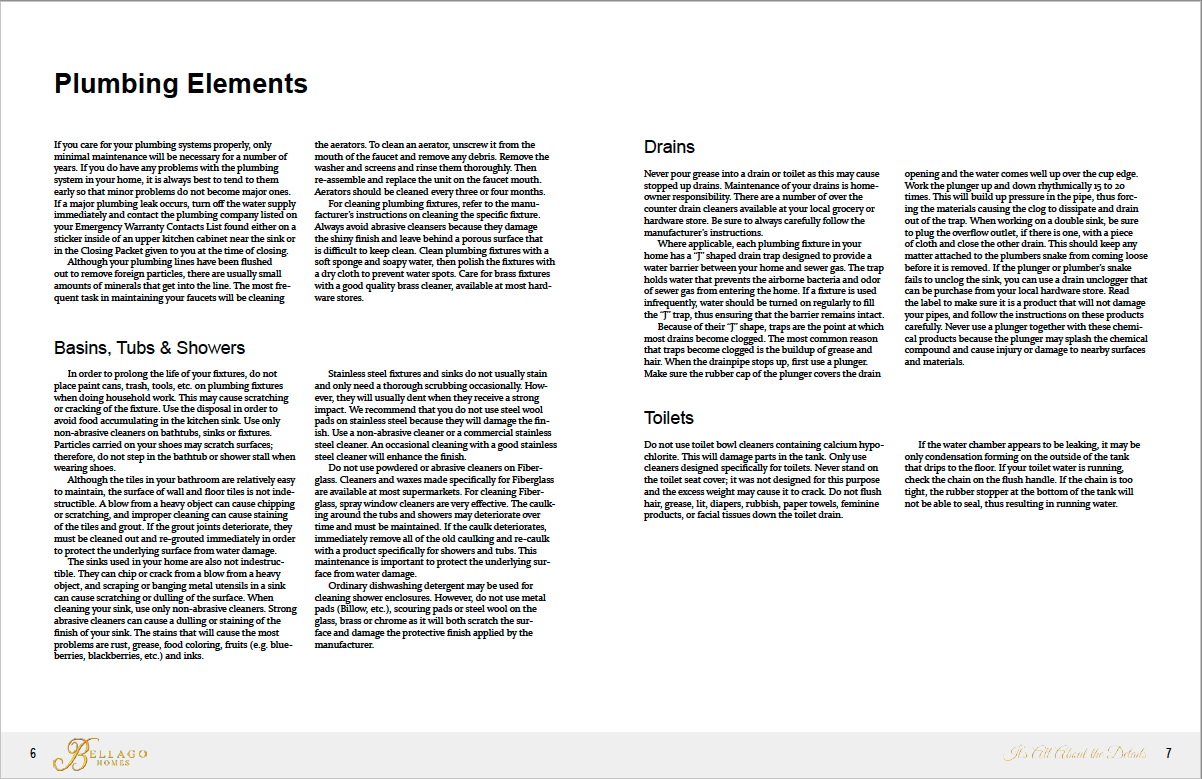 Plumbing Elements
If you care for your plumbing systems properly, only
minimal maintenance will be necessary for a number of
years. If you do have any problems with the plumbing
system in your home, it is always best to tend to them
early so that minor problems do not become major ones.
If a major plumbing leak occurs, turn off the water supply
immediately and contact the plumbing company listed on
your Emergency Warranty Contacts List found either on a
sticker inside of an upper kitchen cabinet near the sink or
in the Closing Packet given to you at the time of closing.
Although your plumbing lines have been flushed
out to remove foreign particles, there are usually small
amounts of minerals that get into the line. The most fre-
quent task in maintaining your faucets will be cleaning
the aerators. To clean an aerator, unscrew it from the
mouth of the faucet and remove any debris. Remove the
washer and screens and rinse them thoroughly. Then
re-assemble and replace the unit on the faucet mouth.
Aerators should be cleaned every three or four months.
For cleaning plumbing fixtures, refer to the manu-
facturer's instructions on cleaning the specific fixture.
Always avoid abrasive cleansers because they damage
the shiny finish and leave behind a porous surface that
is difficult to keep clean. Clean plumbing fixtures with a
soft sponge and soapy water, then polish the fixtures with
a dry cloth to prevent water spots. Care for brass fixtures
with a good quality brass cleaner, available at most hard-
ware stores.
Basins, Tubs & Showers
In order to prolong the life of your fixtures, do not
place paint cans, trash, tools, etc. on plumbing fixtures
when doing household work. This may cause scratching
or cracking of the fixture. Use the disposal in order to
avoid food accumulating in the kitchen sink. Use only
non-abrasive cleaners on bathtubs, sinks or fixtures.
Particles carried on your shoes may scratch surfaces;
therefore, do not step in the bathtub or shower stall when
wearing shoes.
Although the tiles in your bathroom are relatively easy
to maintain, the surface of wall and floor tiles is not inde-
structible. A blow from a heavy object can cause chipping
or scratching, and improper cleaning can cause staining
of the tiles and grout. If the grout joints deteriorate, they
must be cleaned out and re-grouted immediately in order
to protect the underlying surface from water damage.
The sinks used in your home are also not indestruc-
tible. They can chip or crack from a blow from a heavy
object, and scraping or banging metal utensils in a sink
can cause scratching or dulling of the surface. When
cleaning your sink, use only non-abrasive cleaners. Strong
abrasive cleaners can cause a dulling or staining of the
finish of your sink. The stains that will cause the most
problems are rust, grease, food coloring, fruits (e.g. blue-
berries, blackberries, etc.) and inks.
Stainless steel fixtures and sinks do not usually stain
and only need a thorough scrubbing occasionally. How-
ever, they will usually dent when they receive a strong
impact. We recommend that you do not use steel wool
pads on stainless steel because they will damage the fin-
ish. Use a non-abrasive cleaner or a commercial stainless
steel cleaner. An occasional cleaning with a good stainless
steel cleaner will enhance the finish.
Do not use powdered or abrasive cleaners on Fiber-
glass. Cleaners and waxes made specifically for Fiberglass
are available at most supermarkets. For cleaning Fiber-
glass, spray window cleaners are very effective. The caulk-
ing around the tubs and showers may deteriorate over
time and must be maintained. If the caulk deteriorates,
immediately remove all of the old caulking and re-caulk
with a product specifically for showers and tubs. This
maintenance is important to protect the underlying sur-
face from water damage.
Ordinary dishwashing detergent may be used for
cleaning shower enclosures. However, do not use metal
pads (Billow, etc.), scouring pads or steel wool on the
glass, brass or chrome as it will both scratch the sur-
face and damage the protective finish applied by the
manufacturer.
6
BELLAGO
HOMES
Drains
Never pour grease into a drain or toilet as this may cause
stopped up drains. Maintenance of your drains is home-
owner responsibility. There are a number of over the
counter drain cleaners available at your local grocery or
hardware store. Be sure to always carefully follow the
manufacturer's instructions.
Where applicable, each plumbing fixture in your
home has a "J" shaped drain trap designed to provide a
water barrier between your home and sewer gas. The trap
holds water that prevents the airborne bacteria and odor
of sewer gas from entering the home. If a fixture is used
infrequently, water should be turned on regularly to fill
the "J" trap, thus ensuring that the barrier remains intact.
Because of their "J" shape, traps are the point at which
most drains become clogged. The most common reason
that traps become clogged is the buildup of grease and
hair. When the drainpipe stops up, first use a plunger.
Make sure the rubber cap of the plunger covers the drain
opening and the water comes well up over the cup edge.
Work the plunger up and down rhythmically 15 to 20
times. This will build up pressure in the pipe, thus forc-
ing the materials causing the clog to dissipate and drain
out of the trap. When working on a double sink, be sure
to plug the overflow outlet, if there is one, with a piece
of cloth and close the other drain. This should keep any
matter attached to the plumbers snake from coming loose
before it is removed. If the plunger or plumber's snake
fails to unclog the sink, you can use a drain unclogger that
can be purchase from your local hardware store. Read
the label to make sure it is a product that will not damage
your pipes, and follow the instructions on these products
carefully. Never use a plunger together with these chemi-
cal products because the plunger may splash the chemical
compound and cause injury or damage to nearby surfaces
and materials.
Toilets
Do not use toilet bowl cleaners containing calcium hypo-
chlorite. This will damage parts in the tank. Only use
cleaners designed specifically for toilets. Never stand on
the toilet seat cover; it was not designed for this purpose
and the excess weight may cause it to crack. Do not flush
hair, grease, lit, diapers, rubbish, paper towels, feminine
products, or facial tissues down the toilet drain.
If the water chamber appears to be leaking, it may be
only condensation forming on the outside of the tank
that drips to the floor. If your toilet water is running,
check the chain on the flush handle. If the chain is too
tight, the rubber stopper at the bottom of the tank will
not be able to seal, thus resulting in running water.
It's All About the Details
7